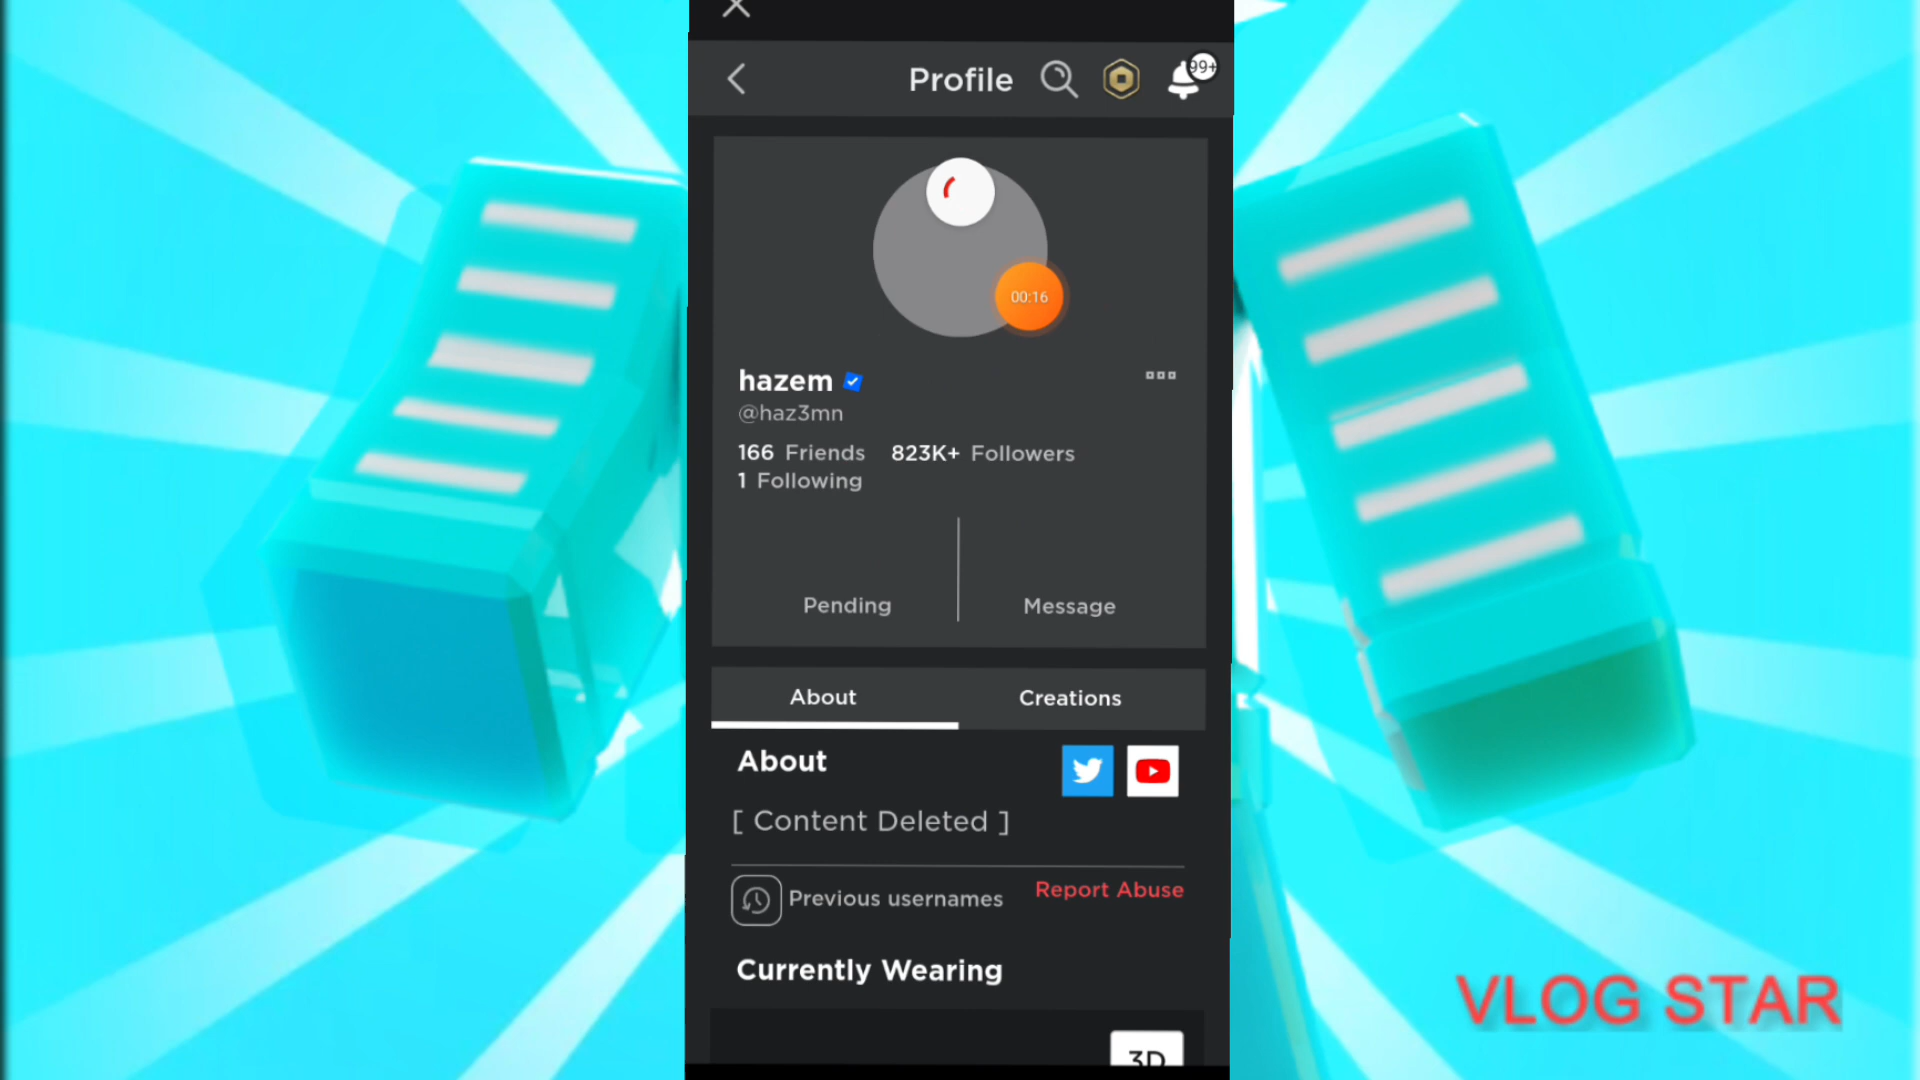 Profile
99+
00:16
hazem
@haz3mn
166 Friends 823K+ Followers
1 Following
Pending Message
About Creations
About
[ Content Deleted ]
Previous usernames Report Abuse
Currently Wearing
3D
VLOG STAR